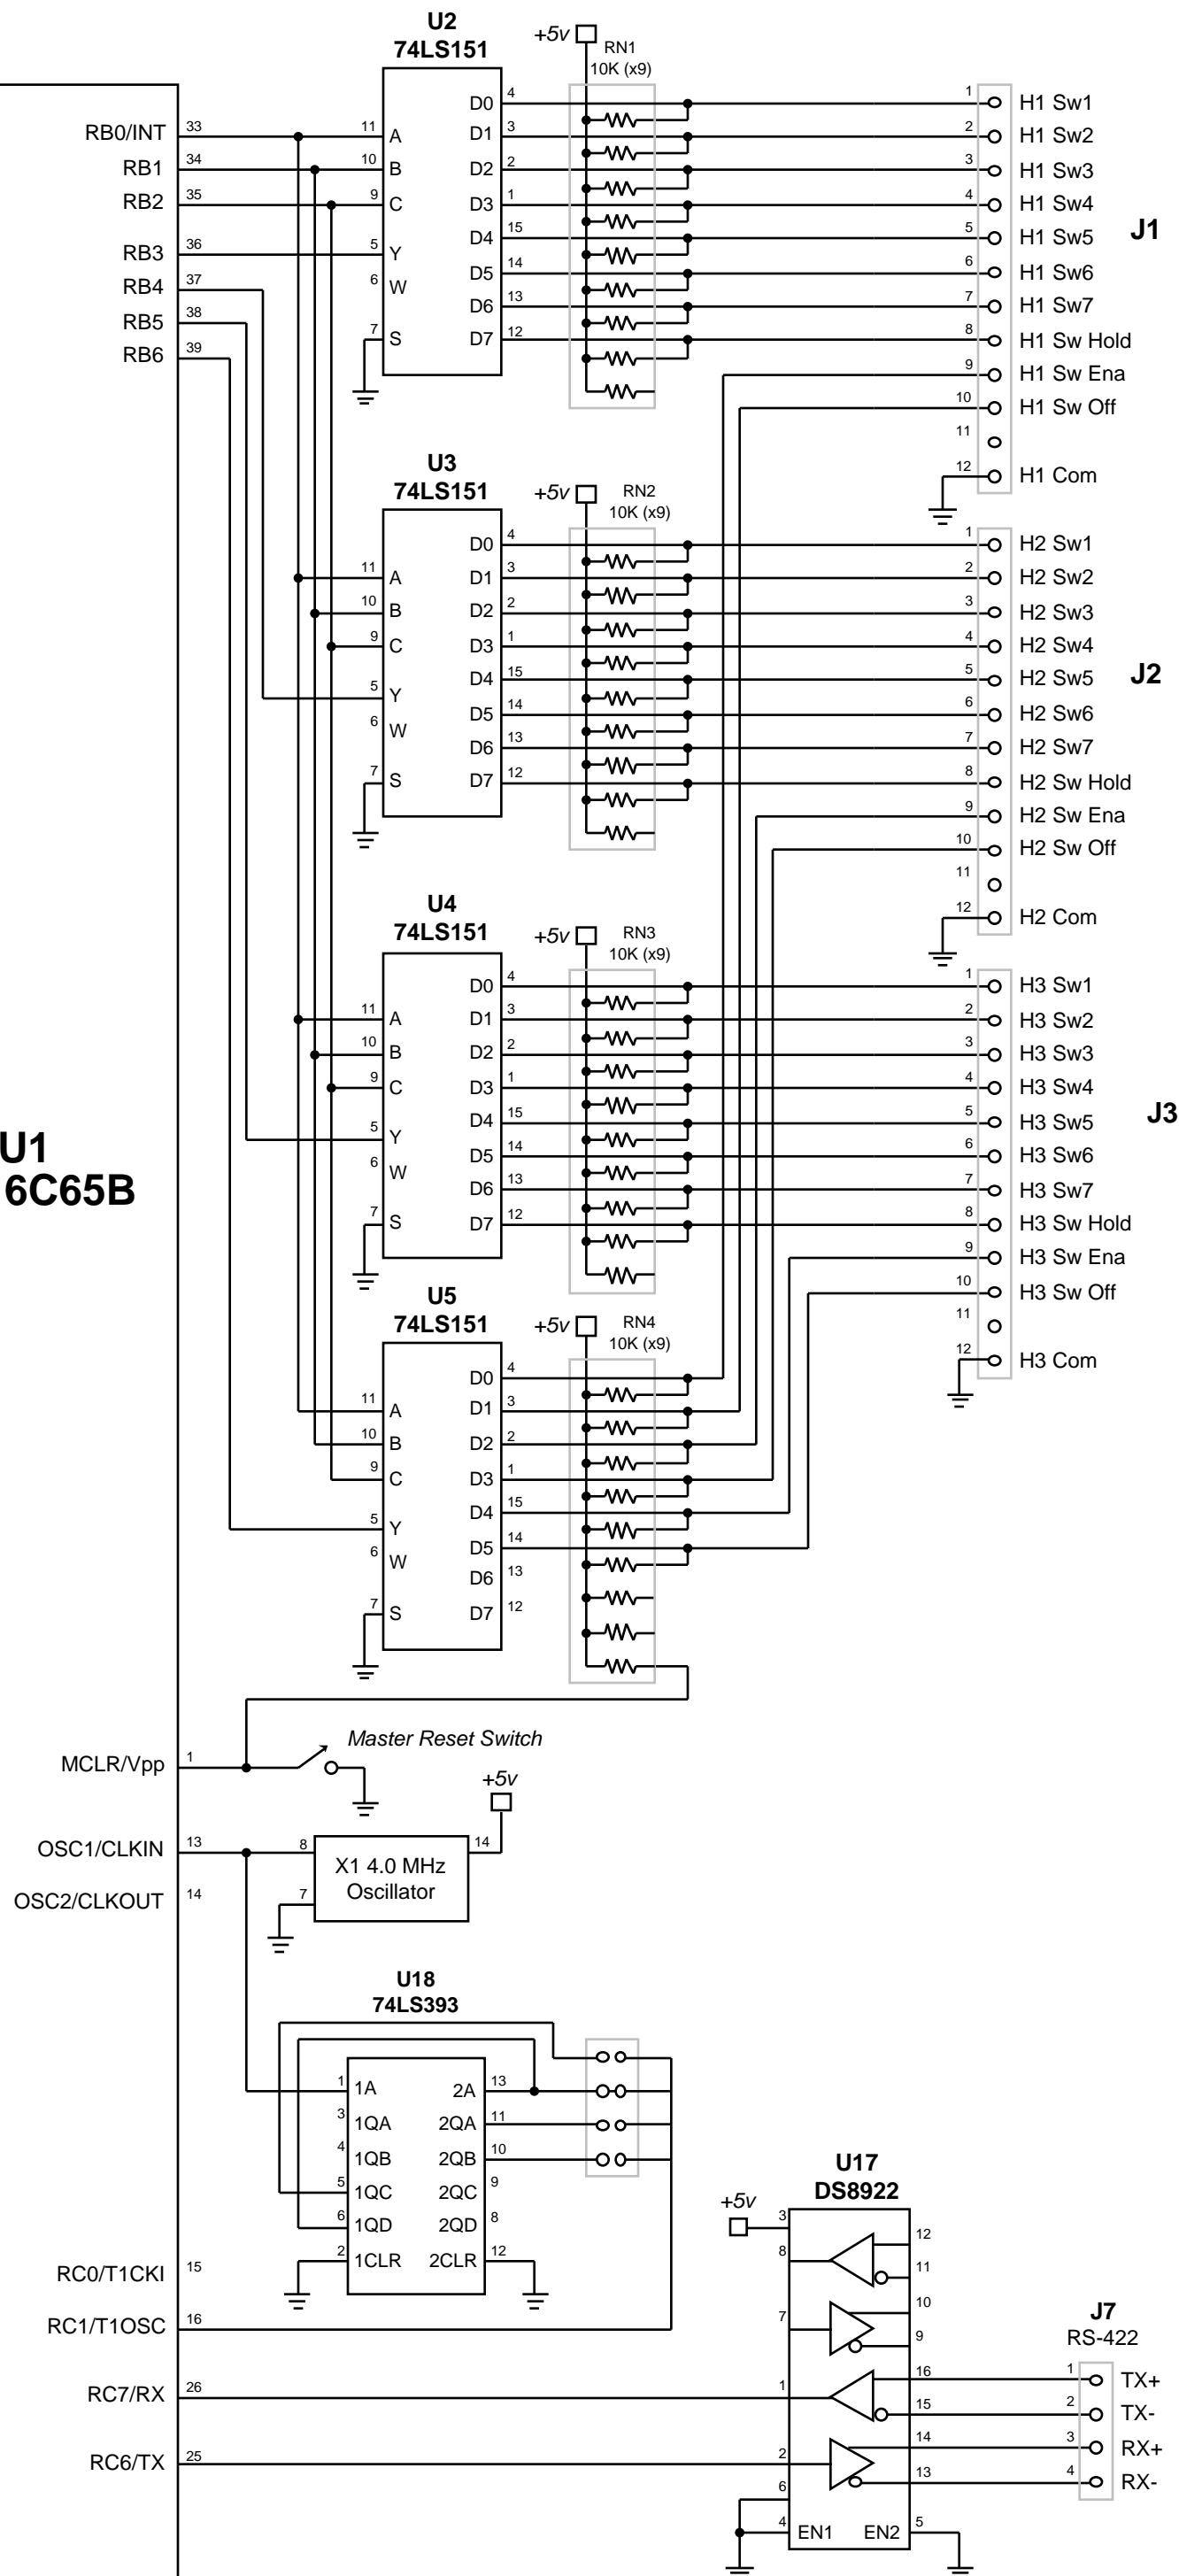 U2
74LS151
+5v
RN1
10K (x9)
RB0/INT 33
RB1 34
RB2 35
RB3 36
RB4 37
RB5 38
RB6 39
11 A
10 B
9 C
5 Y
6 W
7 S
D0 4
D1 3
D2 2
D3 1
D4 15
D5 14
D6 13
D7 12
1 H1 Sw1
2 H1 Sw2
3 H1 Sw3
4 H1 Sw4
5 H1 Sw5
6 H1 Sw6
7 H1 Sw7
8 H1 Sw Hold
9 H1 Sw Ena
10 H1 Sw Off
11
12 H1 Com
J1
U3
74LS151
+5v
RN2
10K (x9)
11 A
10 B
9 C
5 Y
6 W
7 S
D0 4
D1 3
D2 2
D3 1
D4 15
D5 14
D6 13
D7 12
1 H2 Sw1
2 H2 Sw2
3 H2 Sw3
4 H2 Sw4
5 H2 Sw5
6 H2 Sw6
7 H2 Sw7
8 H2 Sw Hold
9 H2 Sw Ena
10 H2 Sw Off
11
12 H2 Com
J2
U4
74LS151
+5v
RN3
10K (x9)
11 A
10 B
9 C
5 Y
6 W
7 S
D0 4
D1 3
D2 2
D3 1
D4 15
D5 14
D6 13
D7 12
1 H3 Sw1
2 H3 Sw2
3 H3 Sw3
4 H3 Sw4
5 H3 Sw5
6 H3 Sw6
7 H3 Sw7
8 H3 Sw Hold
9 H3 Sw Ena
10 H3 Sw Off
11
12 H3 Com
J3
U1
6C65B
U5
74LS151
+5v
RN4
10K (x9)
11 A
10 B
9 C
5 Y
6 W
7 S
D0 4
D1 3
D2 2
D3 1
D4 15
D5 14
D6 13
D7 12
MCLR/Vpp 1
Master Reset Switch
+5v
OSC1/CLKIN 13
OSC2/CLKOUT 14
8 14
X1 4.0 MHz
Oscillator
7
U18
74LS393
1 1A
3 1QA
4 1QB
5 1QC
6 1QD
2 1CLR
2A 13
2QA 11
2QB 10
2QC 9
2QD 8
2CLR 12
RC0/T1CKI 15
RC1/T1OSC 16
RC7/RX 26
RC6/TX 25
U17
DS8922
+5v
3
8
7
1
2
6
4 EN1
EN2 5
12
11
10
9
16
15
14
13
J7
RS-422
1 TX+
2 TX-
3 RX+
4 RX-